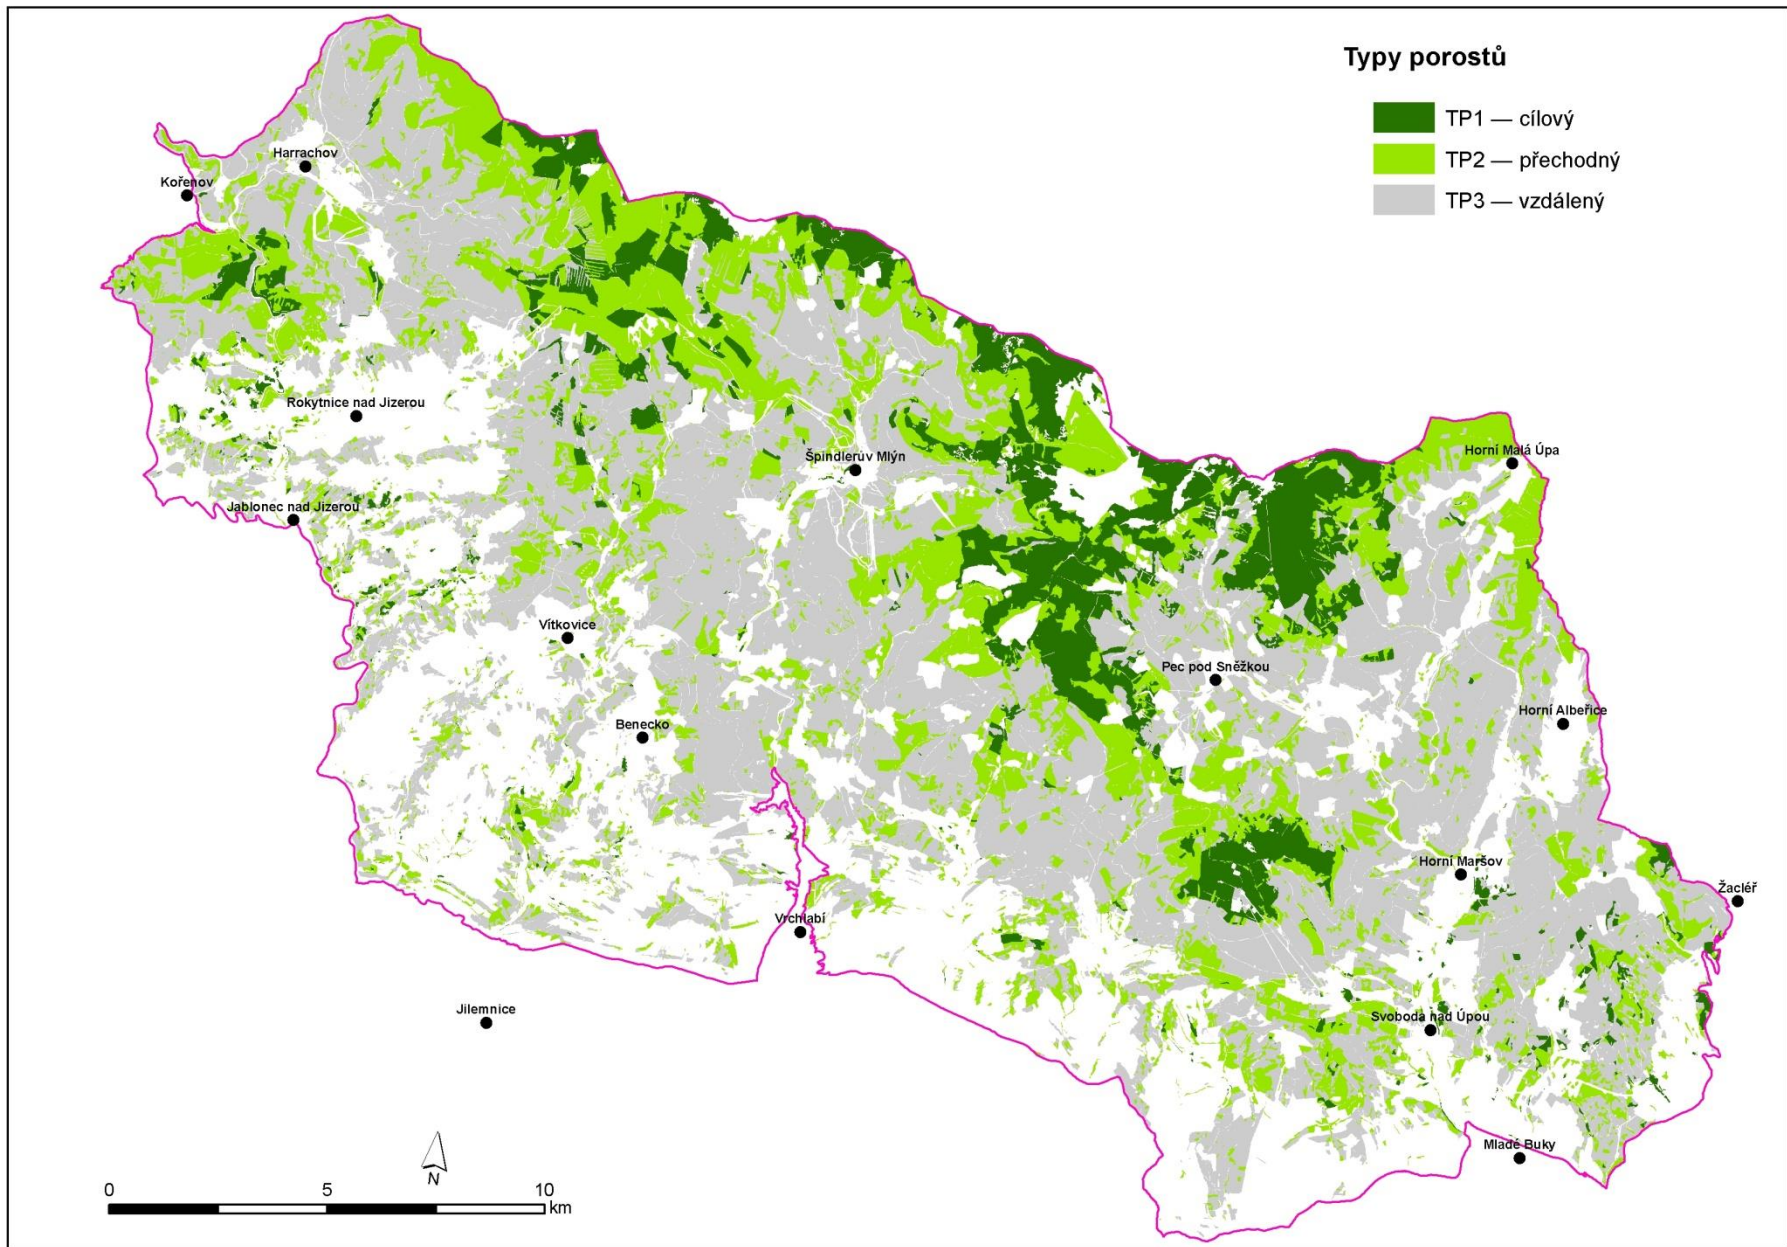 Typy porostů
TP1 — cílový
TP2 — přechodný
TP3 — vzdálený
Harrachov
Kořenov
Rokytnice nad Jizerou
Horní Malá Úpa
Špindlerův Mlýn
Jablonec nad Jizerou
Vítkovice
Pec pod Sněžkou
Horní Albeřice
Benecko
Horní Maršov
Žacléř
Vrchlabí
Jilemnice
Svoboda nad Úpou
Mladé Buky
N
0 5 10
km